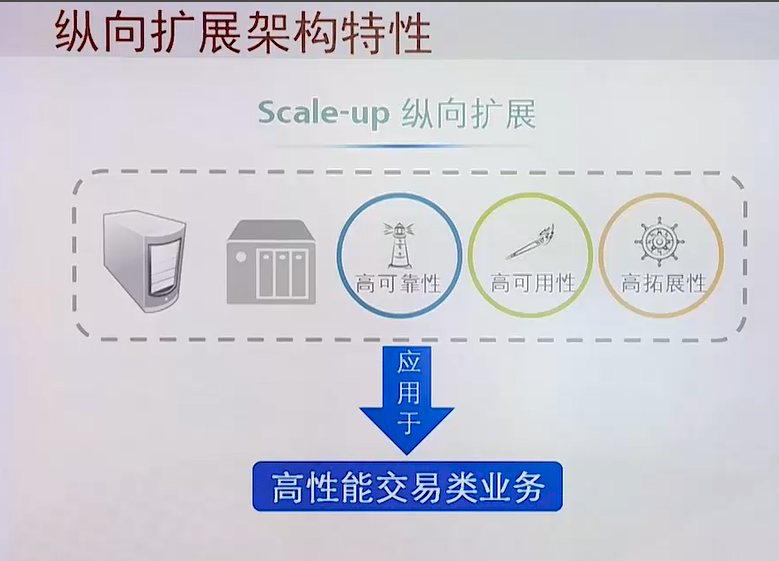 纵向扩展架构特性
Scale-up 纵向扩展
高可靠性
高可用性
高拓展性
应用于
高性能交易类业务